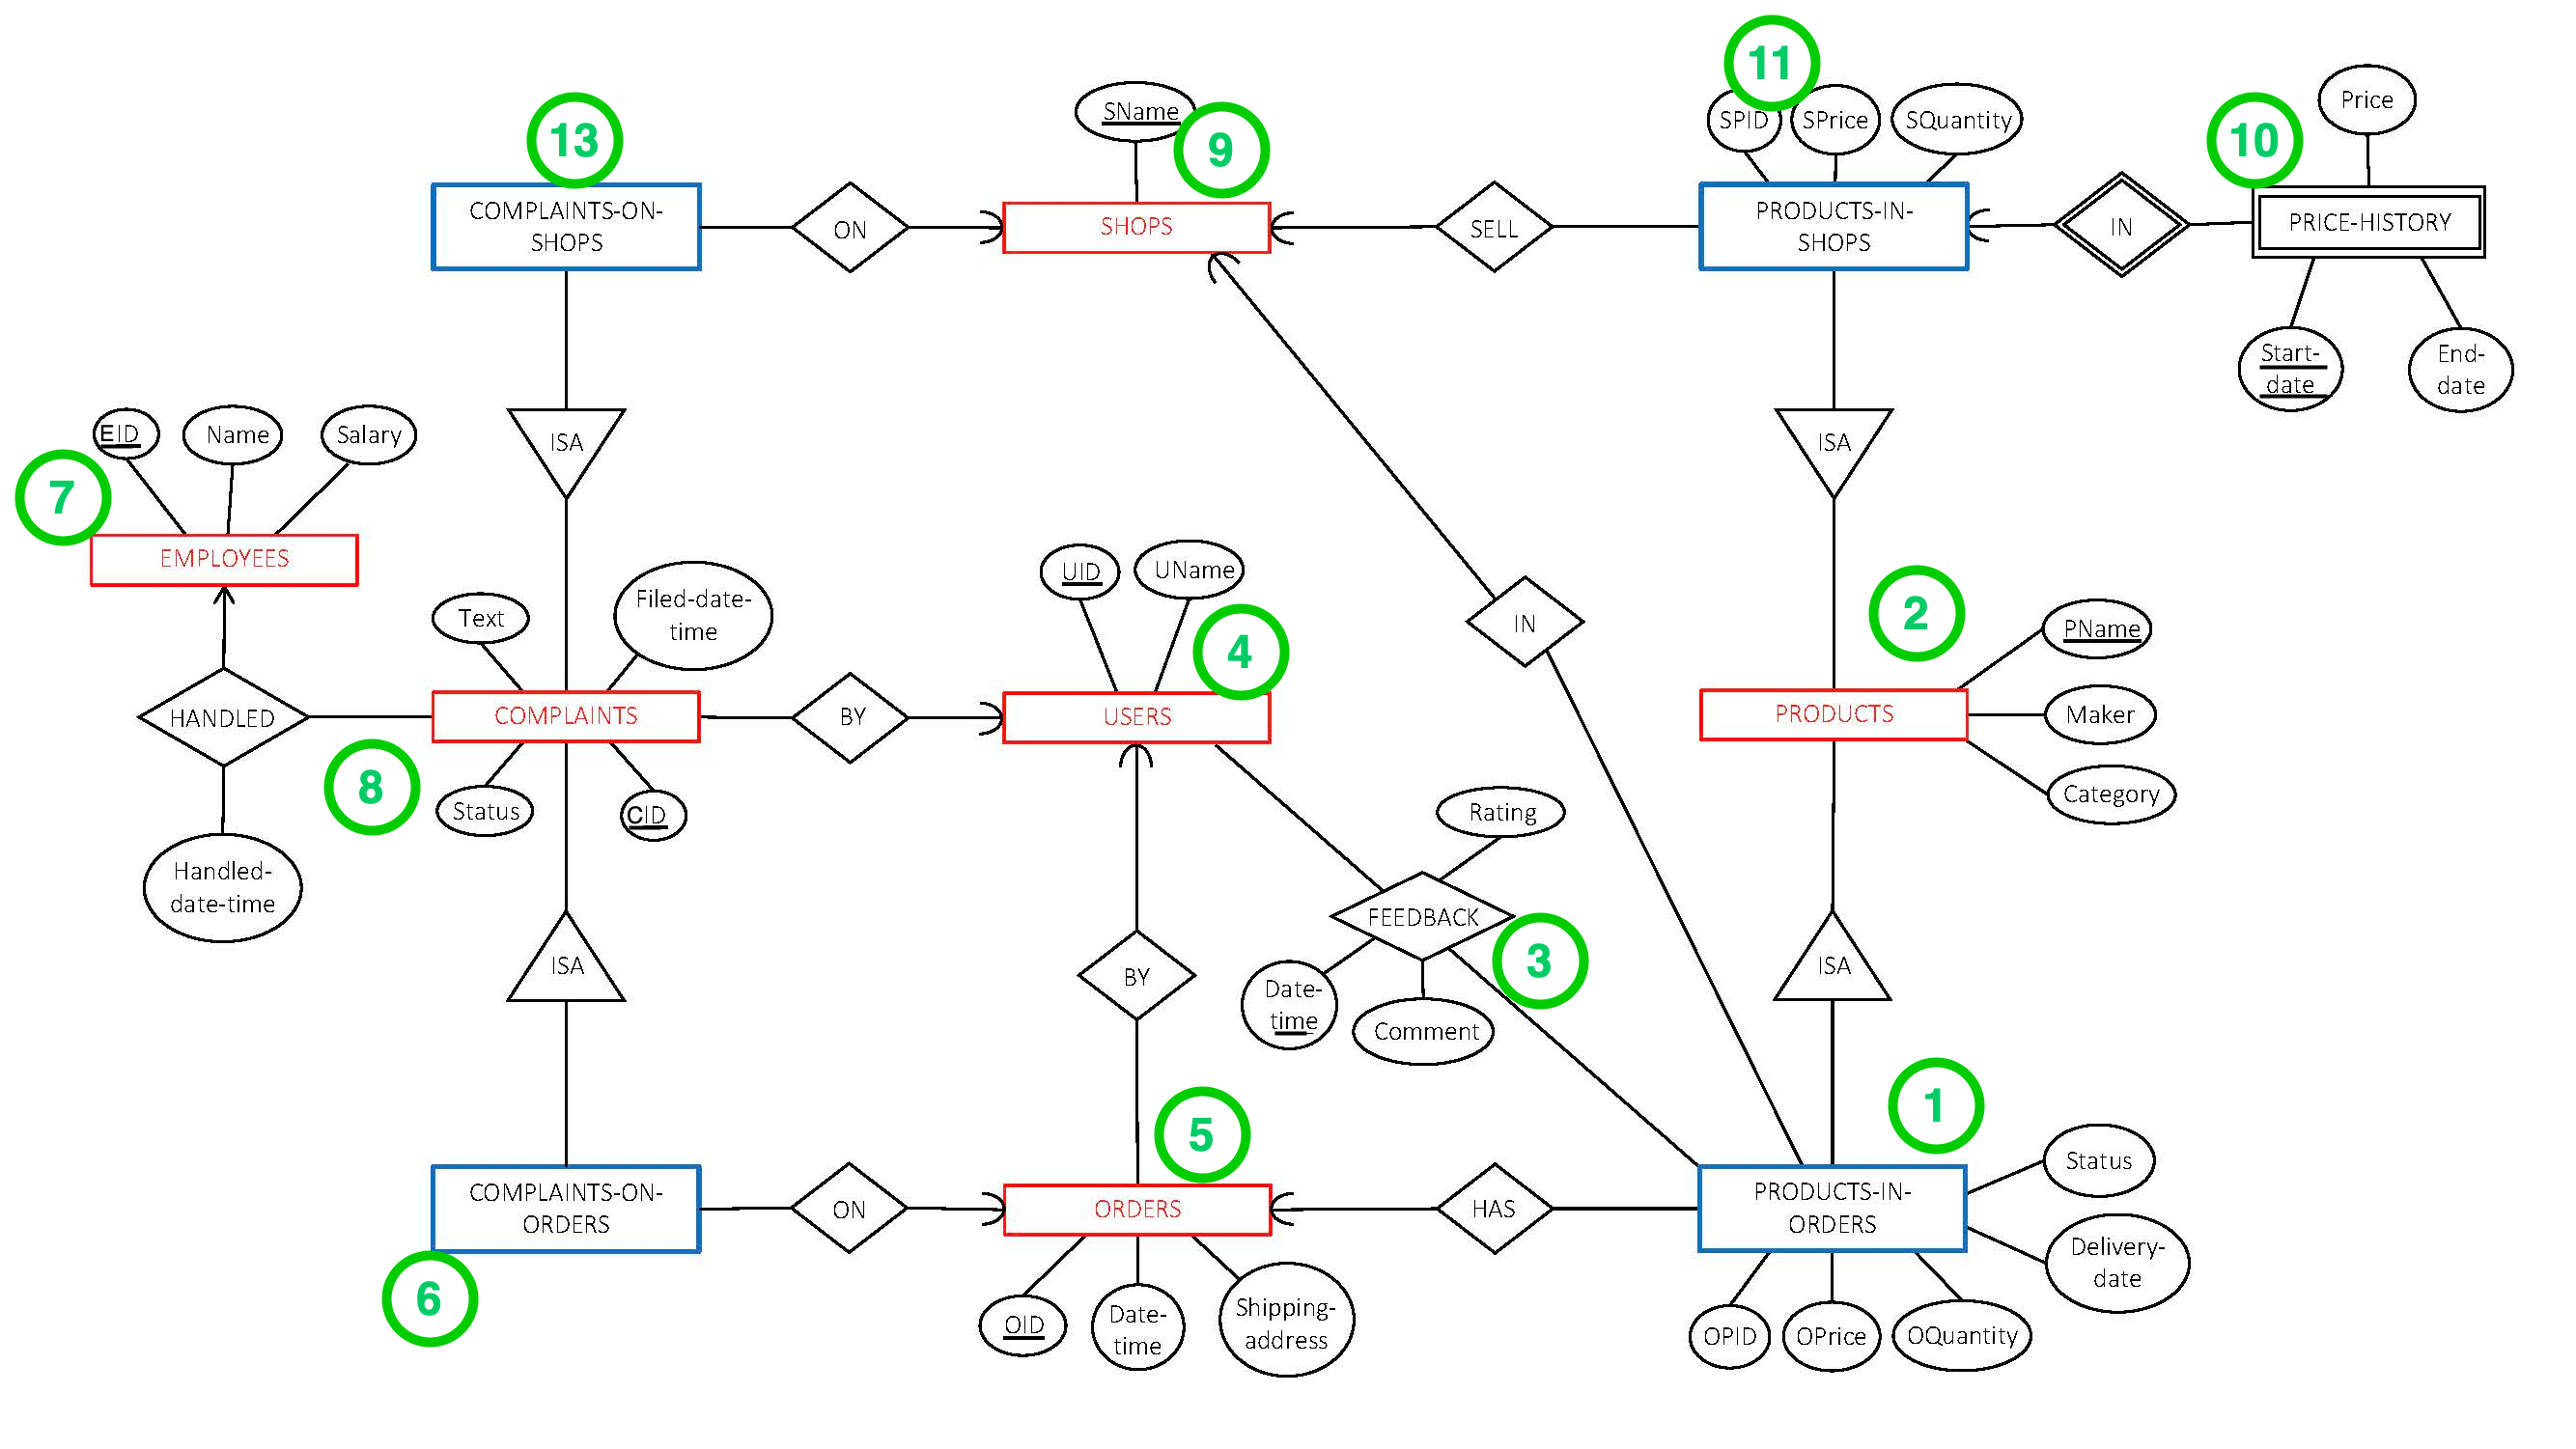 11
Price
13
SName
9
SPID
SPrice
SQuantity
10
COMPLAINTS-ON-
SHOPS
ON
SHOPS
SELL
PRODUCTS-IN-
SHOPS
IN
PRICE-HISTORY
Start-
date
End-
date
EID
Name
Salary
ISA
ISA
7
EMPLOYEES
Text
Filed-date-
time
UID
UName
4
IN
2
PName
HANDLED
COMPLAINTS
BY
USERS
PRODUCTS
Maker
8
Status
CID
Category
Rating
Handled-
date-time
FEEDBACK
3
ISA
BY
Date-
time
Comment
ISA
5
1
Status
COMPLAINTS-ON-
ORDERS
ON
ORDERS
HAS
PRODUCTS-IN-
ORDERS
Delivery-
date
6
OID
Date-
time
Shipping-
address
OPID
OPrice
OQuantity